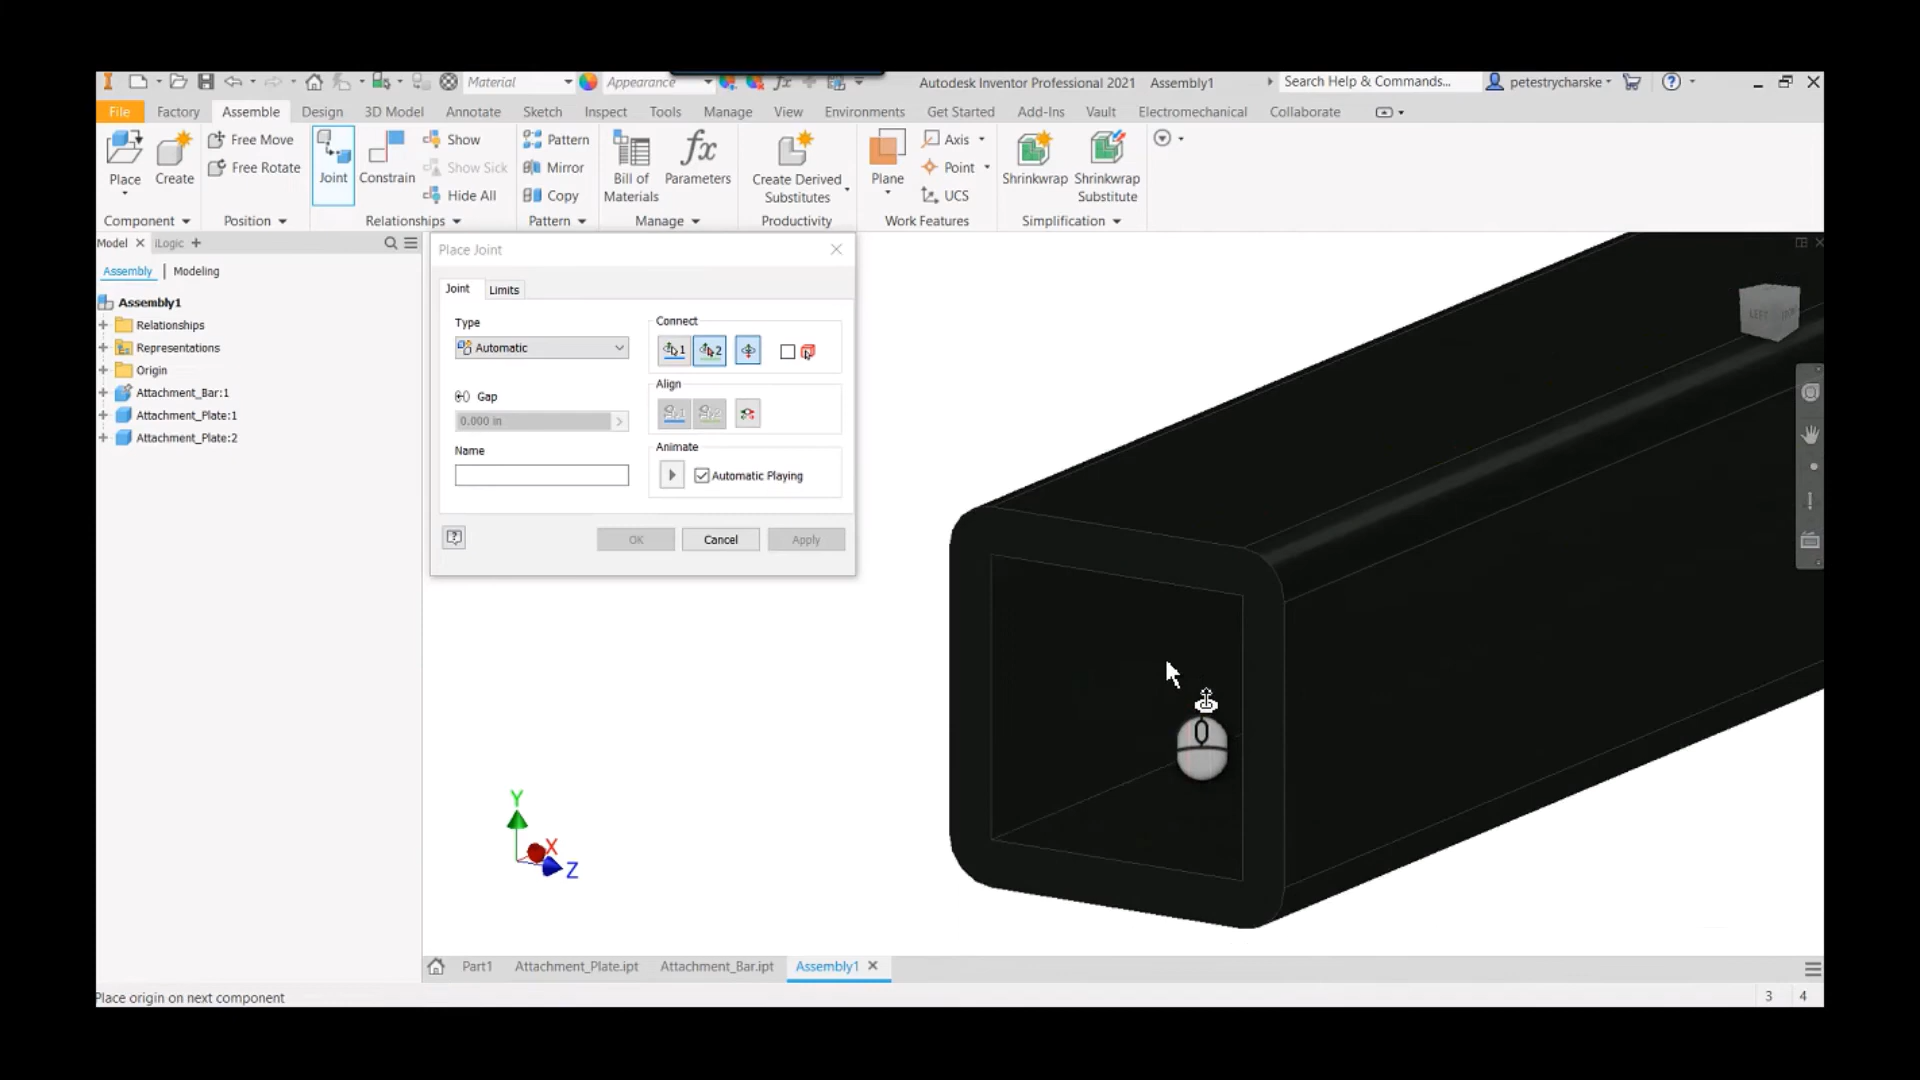 Material
Appearance
Autodesk Inventor Professional 2021 Assembly1
Search Help & Commands...
petestrycharske
File Factory Assemble Design 3D Model Annotate Sketch Inspect Tools Manage View Environments Get Started Add-Ins Vault Electromechanical Collaborate
Place
Create
Free Move
Free Rotate
Joint
Constrain
Show
Show Sick
Hide All
Pattern
Mirror
Copy
Bill of
Materials
fx
Parameters
Create Derived
Substitutes
Plane
Axis
Point
UCS
Shrinkwrap
Shrinkwrap
Substitute
Component Position Relationships Pattern Manage Productivity Work Features Simplification
Model iLogic +
Assembly | Modeling
Assembly1
Relationships
Representations
Origin
Attachment_Bar:1
Attachment_Plate:1
Attachment_Plate:2
Place Joint
Joint Limits
Type
Automatic
Gap
0.000 in
Name
Connect
1
2
Align
Animate
Automatic Playing
OK Cancel Apply
LEFT
Y
X
Z
Part1 Attachment_Plate.ipt Attachment_Bar.ipt Assembly1
Place origin on next component
3 4